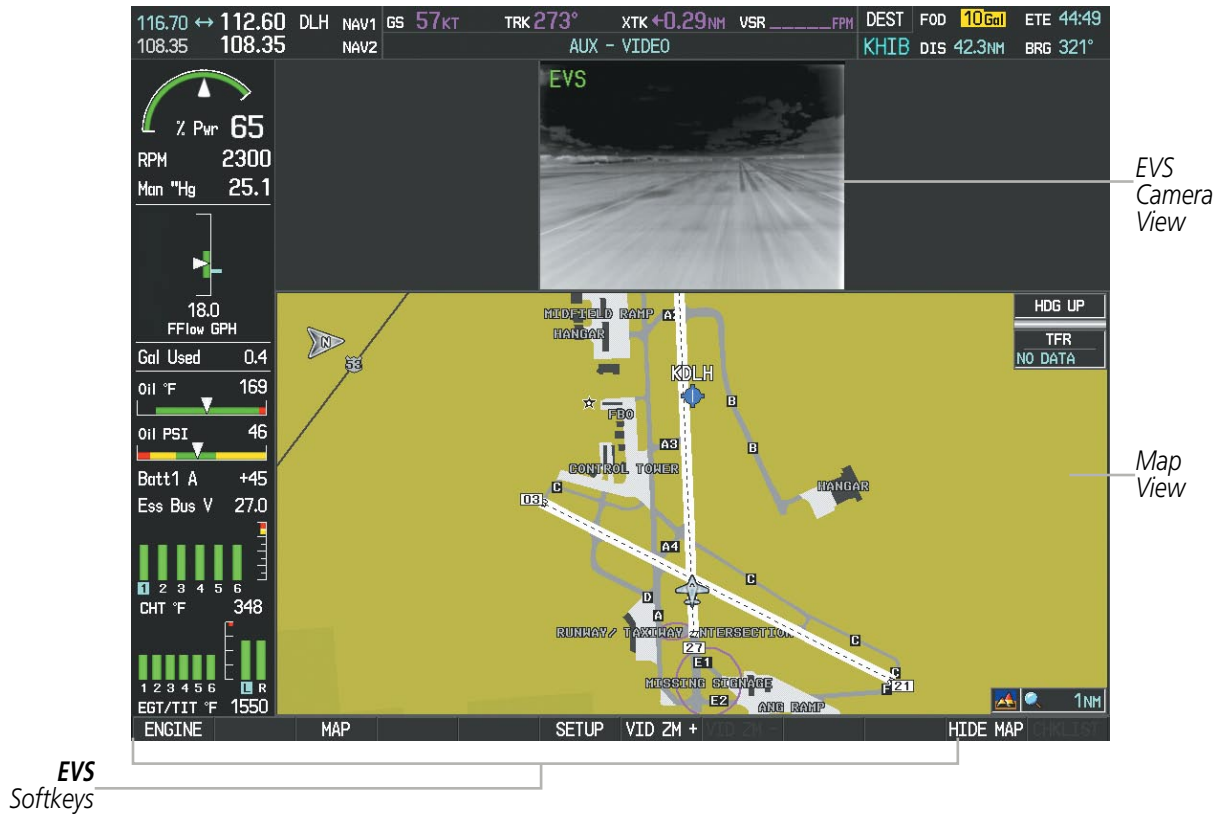 116.70 ↔ 112.60 DLH NAV1 GS 57KT TRK 273° XTK ←0.29NM VSR _____FPM DEST FOD 10Gal ETE 44:49
108.35 108.35 NAV2 AUX - VIDEO KHIB DIS 42.3NM BRG 321°
EVS
% Pwr 65
RPM 2300
Man "Hg 25.1
EVS
Camera
View
18.0
FFlow GPH
Gal Used 0.4
Oil °F 169
Oil PSI 46
Batt1 A +45
Ess Bus V 27.0
1 2 3 4 5 6
CHT °F 348
1 2 3 4 5 6 L R
EGT/TIT °F 1550
HDG UP
TFR
NO DATA
N
53
MIDFIELD RAMP A2
HANGAR
KDLH
B
FBO
A3
B
CONTROL TOWER
HANGAR
C
03
Map
View
A4
C
D
A
RUNWAY/ TAXIWAY INTERSECTION
27
C
E1
C
MISSING SIGNAGE
F 21
E2
ANG RAMP
1NM
ENGINE MAP SETUP VID ZM + VID ZM - HIDE MAP CHKLIST
EVS
Softkeys